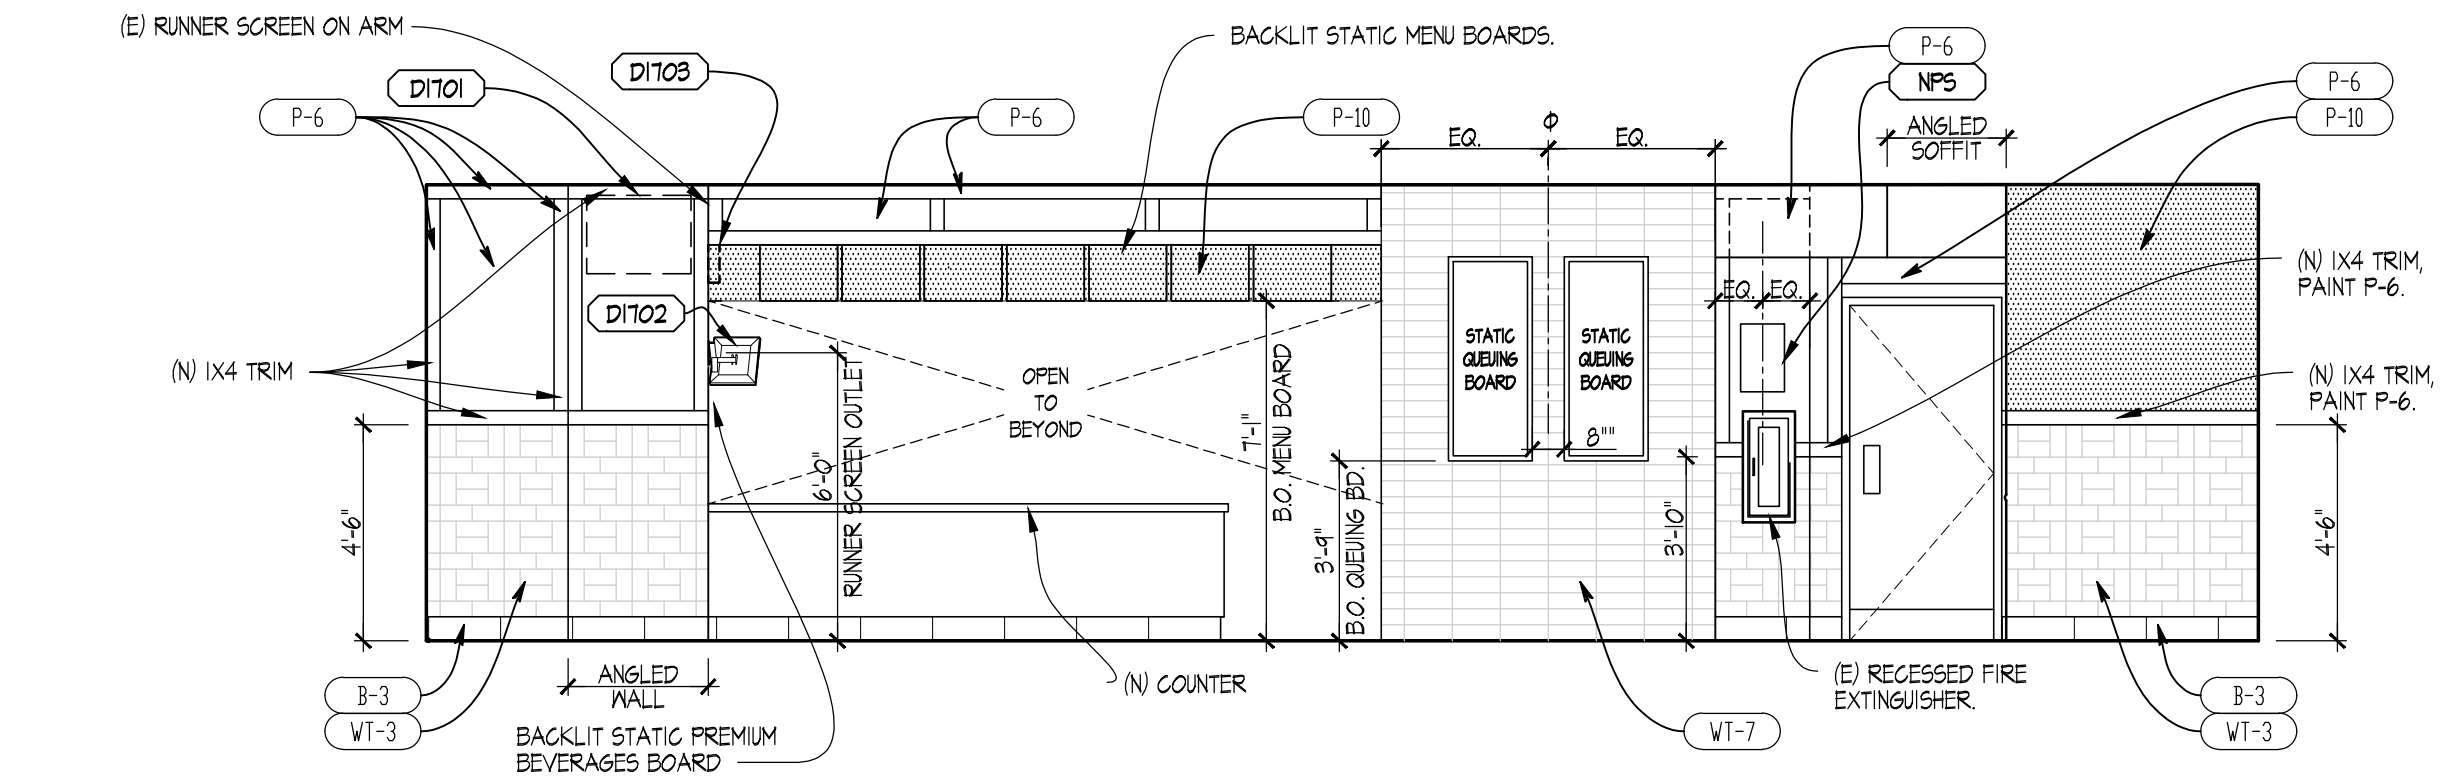 (E) RUNNER SCREEN ON ARM
BACKLIT STATIC MENU BOARDS.
P-6
NPS
D1703
D1701
P-6
P-6
P-10
P-6
P-10
EQ.
EQ.
ANGLED
SOFFIT
(N) 1X4 TRIM,
PAINT P-6.
EQ.
EQ.
D1702
(N) 1X4 TRIM
STATIC
QUEUING
BOARD
STATIC
QUEUING
BOARD
(N) 1X4 TRIM,
PAINT P-6.
OPEN
TO
BEYOND
8""
4'-6"
6'-0"
RUNNER SCREEN OUTLET
7'-11"
B.O. MENU BOARD
3'-9"
B.O. QUEUING BD.
3'-10"
4'-6"
ANGLED
WALL
(N) COUNTER
(E) RECESSED FIRE
EXTINGUISHER.
B-3
WT-3
BACKLIT STATIC PREMIUM
BEVERAGES BOARD
WT-7
B-3
WT-3